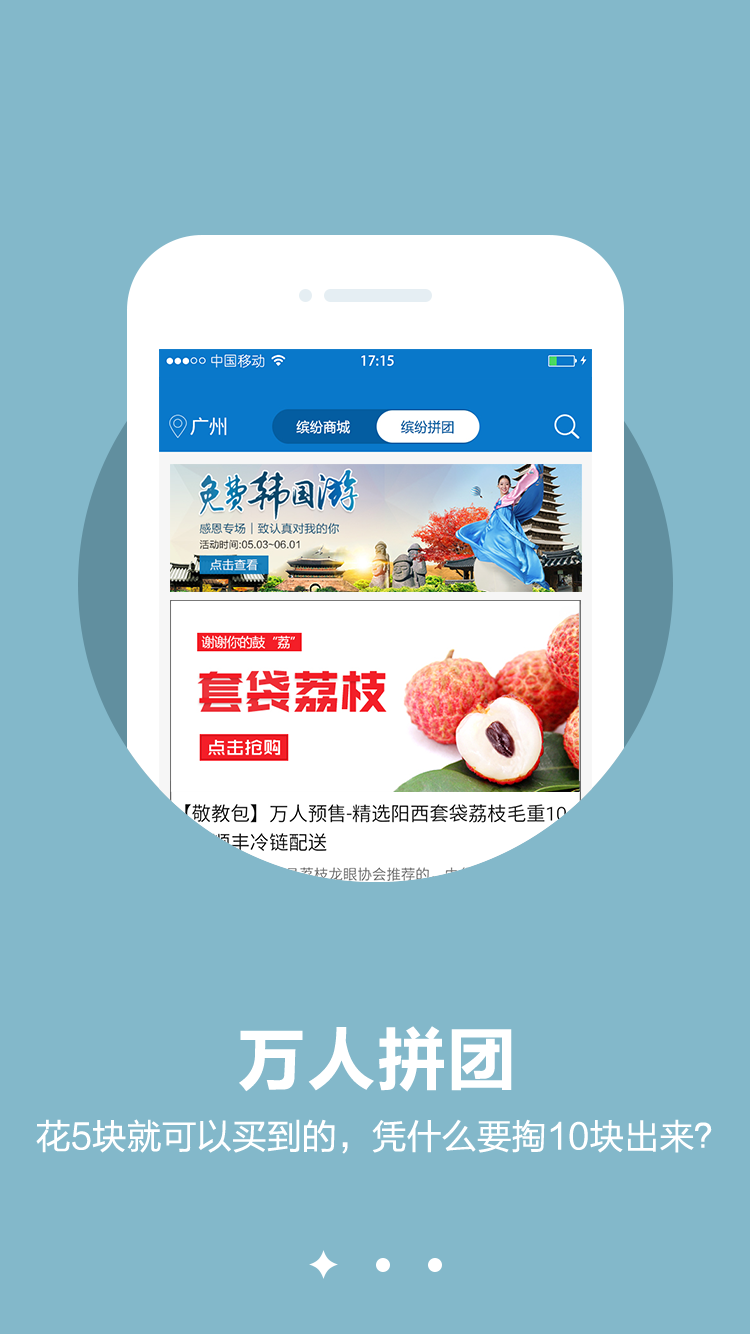 中国移动
17:15
广州
缤纷商城
缤纷拼团
免费韩国游
感恩专场｜致认真对我的你
活动时间:05.03~06.01
点击查看
谢谢你的鼓“荔”
套袋荔枝
点击抢购
【敬教包】万人预售-精选阳西套袋荔枝毛重10
顺丰冷链配送
荔枝龙眼协会推荐的
万人拼团
花5块就可以买到的，凭什么要掏10块出来？